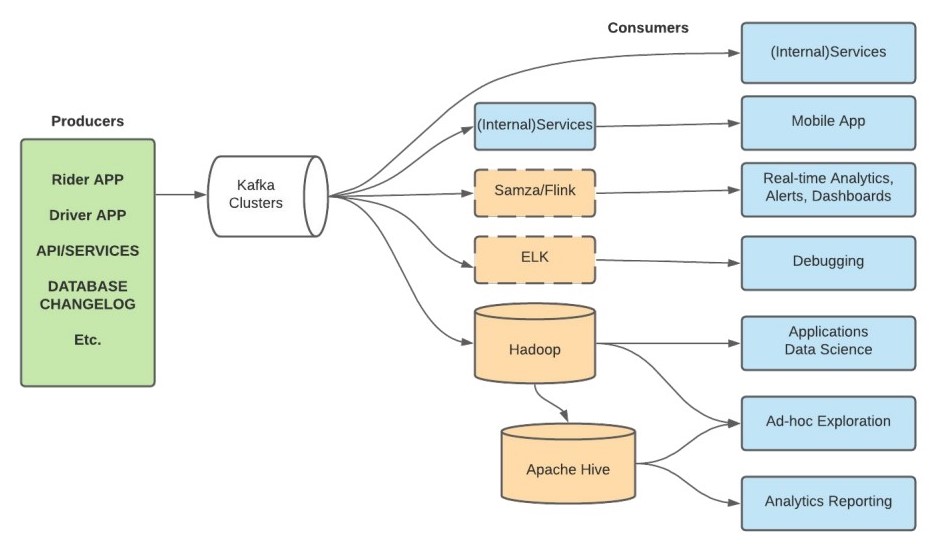 Consumers
Producers
Rider APP
Driver APP
API/SERVICES
DATABASE
CHANGELOG
Etc.
Kafka
Clusters
(Internal)Services
Samza/Flink
ELK
Hadoop
Apache Hive
(Internal)Services
Mobile App
Real-time Analytics,
Alerts, Dashboards
Debugging
Applications
Data Science
Ad-hoc Exploration
Analytics Reporting